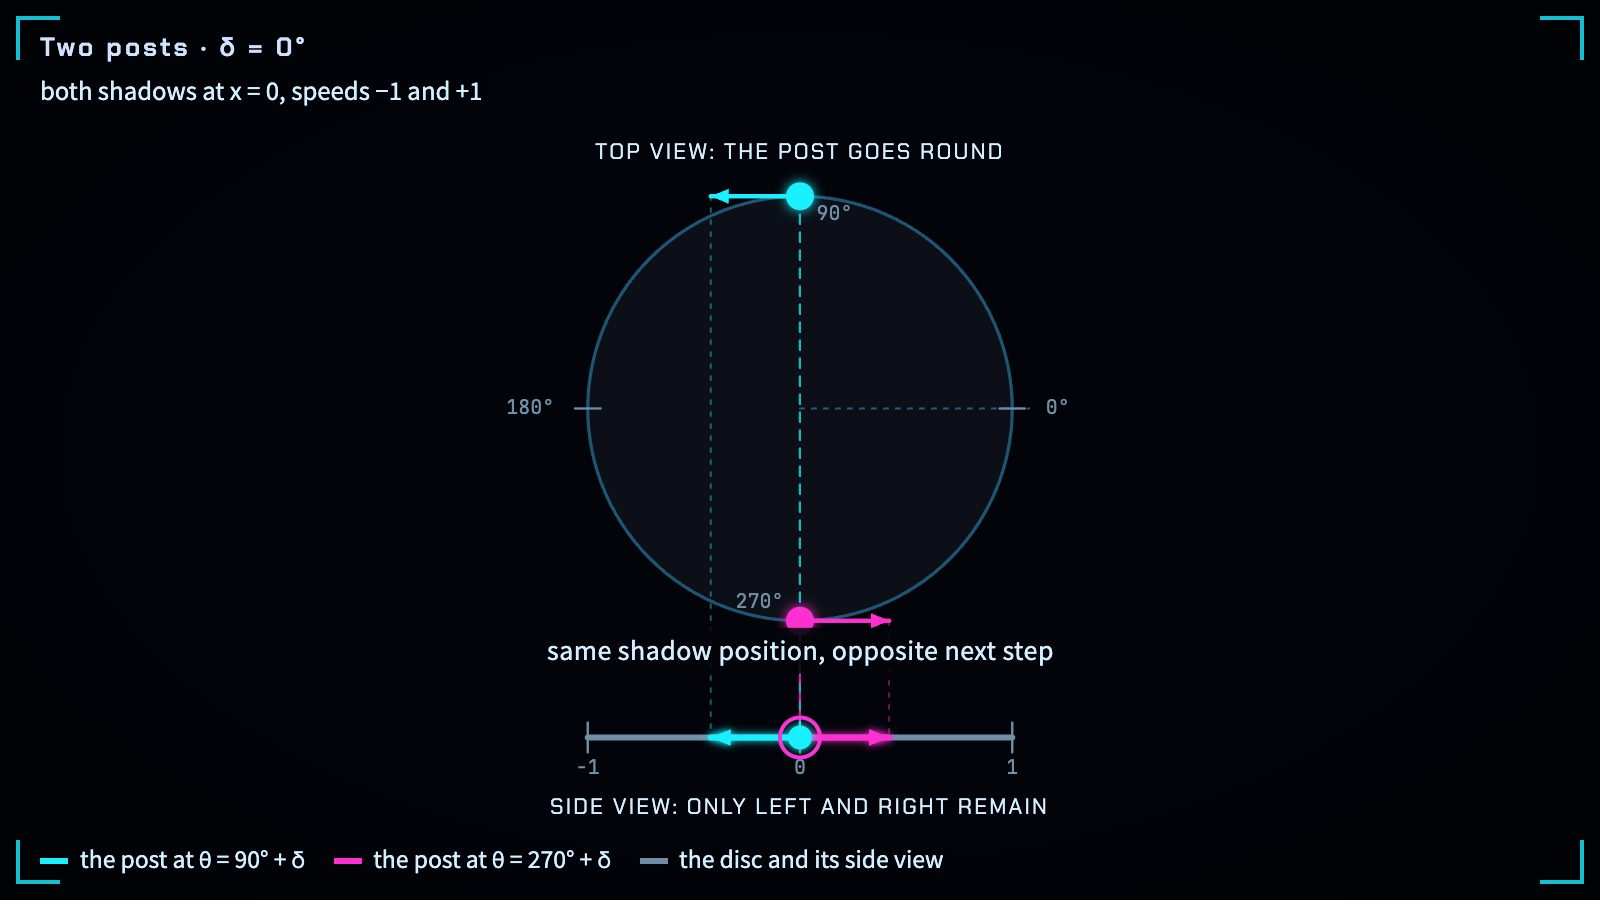 Two posts · δ = 0°
both shadows at x = 0, speeds −1 and +1
TOP VIEW: THE POST GOES ROUND
90°
180°
0°
270°
same shadow position, opposite next step
-1
0
1
SIDE VIEW: ONLY LEFT AND RIGHT REMAIN
the post at θ = 90° + δ
the post at θ = 270° + δ
the disc and its side view